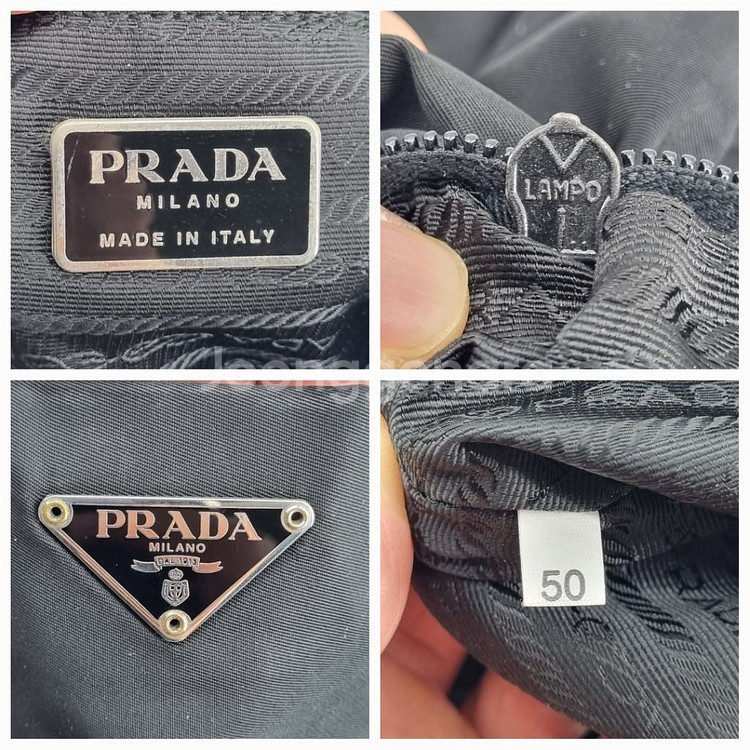 PRADA
MILANO
MADE IN ITALY
LAMPO
PRADA
MILANO
DAL 1913
50